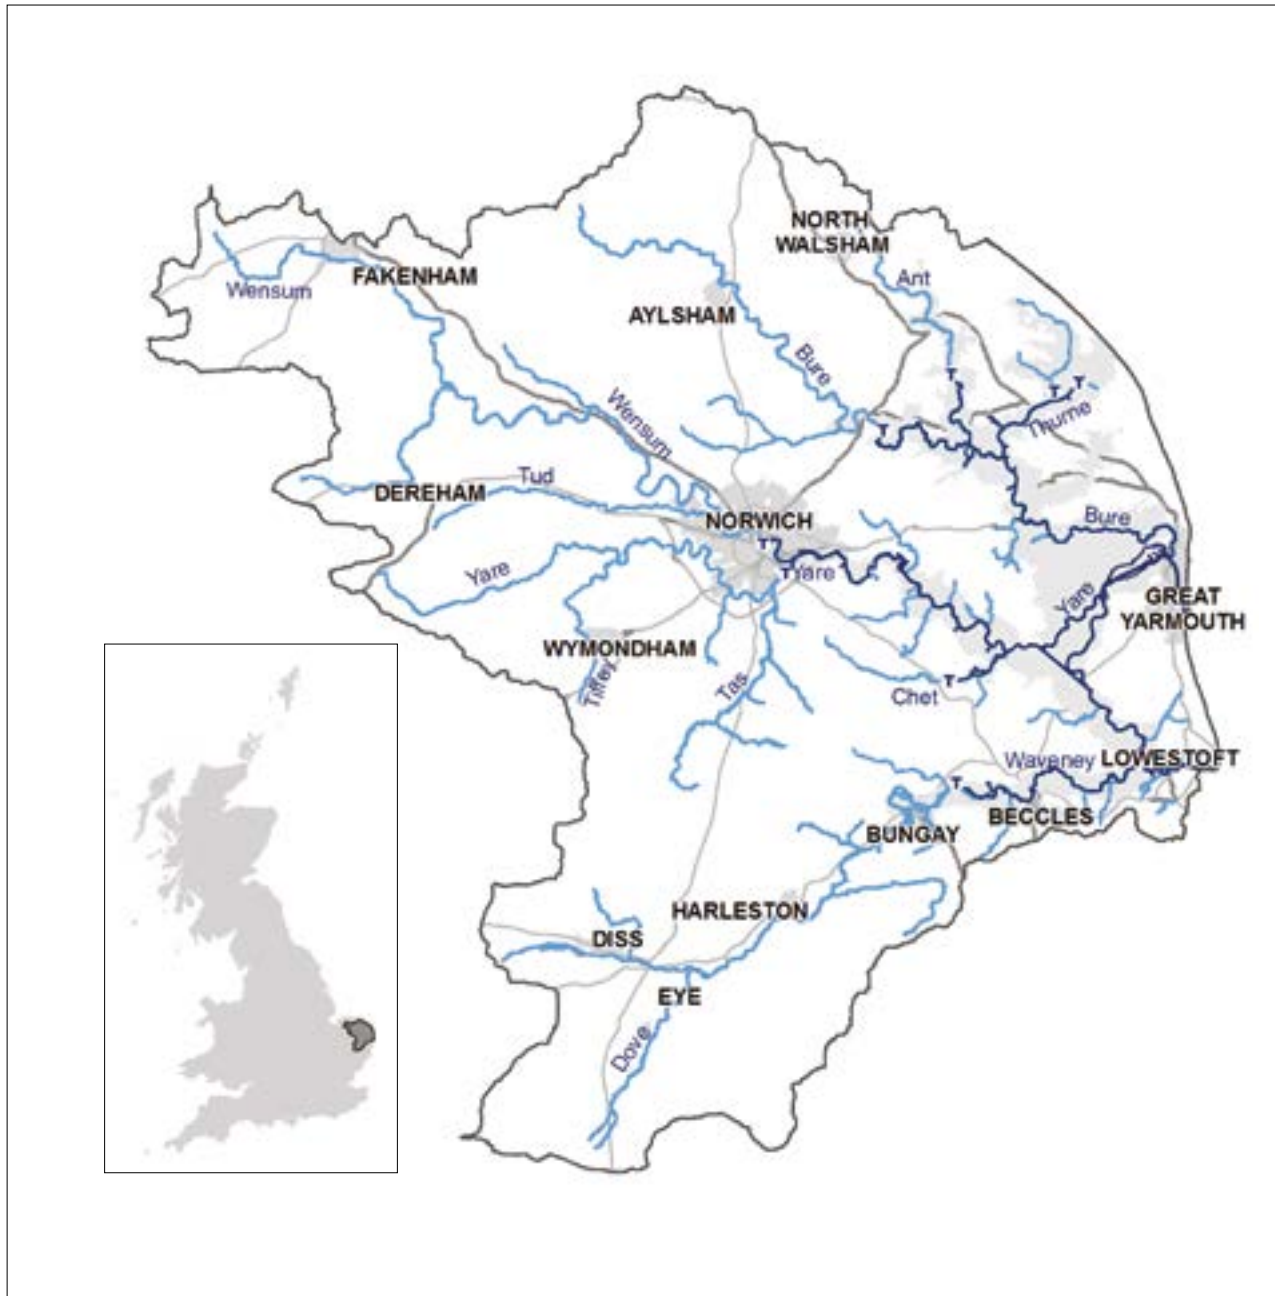 NORTH
WALSHAM
Ant
FAKENHAM
Wensum
AYLSHAM
Bure
Thurne
Wensum
Tud
DEREHAM
NORWICH
Bure
Yare
Yare
Yare
GREAT
YARMOUTH
WYMONDHAM
Tiffey
Tas
Chet
Waveney
LOWESTOFT
BECCLES
BUNGAY
HARLESTON
DISS
EYE
Dove
T
T
T
T
T
T
T
T